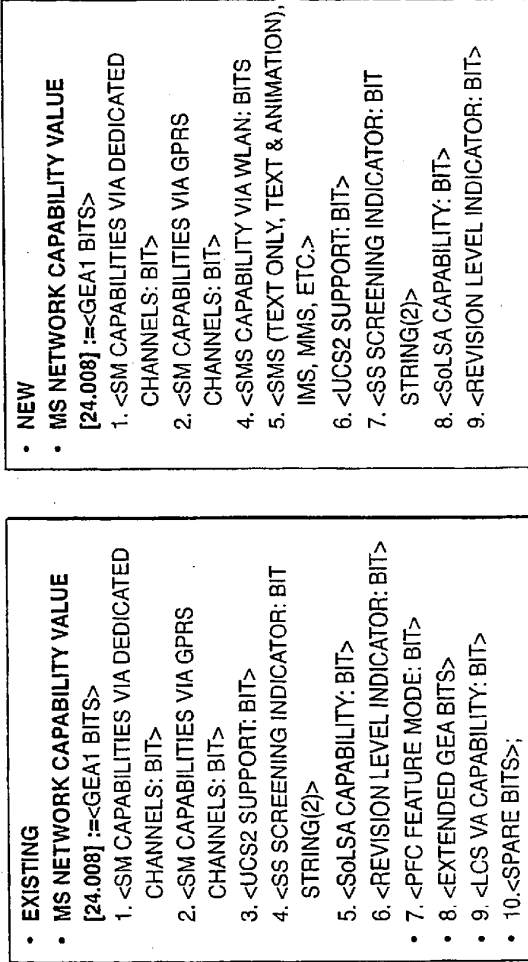 • EXISTING
• MS NETWORK CAPABILITY VALUE
[24.008] :=<GEA1 BITS>
1. <SM CAPABILITIES VIA DEDICATED
CHANNELS: BIT>
2. <SM CAPABILITIES VIA GPRS
CHANNELS: BIT>
3. <UCS2 SUPPORT: BIT>
4. <SS SCREENING INDICATOR: BIT
STRING(2)>
5. <SoLSA CAPABILITY: BIT>
6. <REVISION LEVEL INDICATOR: BIT>
• 7. <PFC FEATURE MODE: BIT>
• 8. <EXTENDED GEA BITS>
• 9. <LCS VA CAPABILITY: BIT>
• 10.<SPARE BITS>;
• NEW
• MS NETWORK CAPABILITY VALUE
[24.008] :=<GEA1 BITS>
1. <SM CAPABILITIES VIA DEDICATED
CHANNELS: BIT>
2. <SM CAPABILITIES VIA GPRS
CHANNELS: BIT>
4. <SMS CAPABILITY VIA WLAN: BITS
5. <SMS (TEXT ONLY, TEXT & ANIMATION),
IMS, MMS, ETC.>
6. <UCS2 SUPPORT: BIT>
7. <SS SCREENING INDICATOR: BIT
STRING(2)>
8. <SoLSA CAPABILITY: BIT>
9. <REVISION LEVEL INDICATOR: BIT>